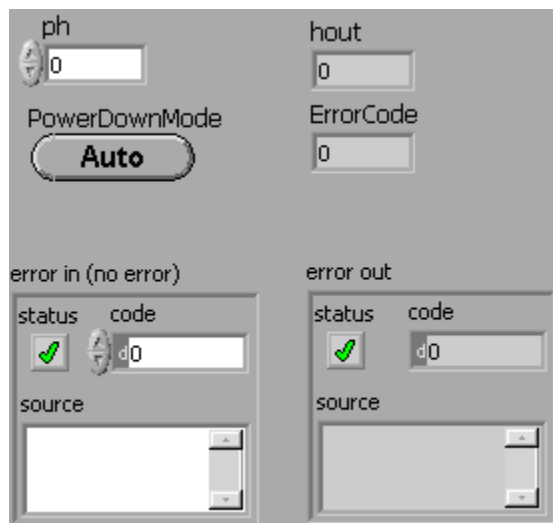 ph
0
hout
0
PowerDownMode
Auto
ErrorCode
0
error in (no error)
status
code
d0
source
error out
status
code
d0
source